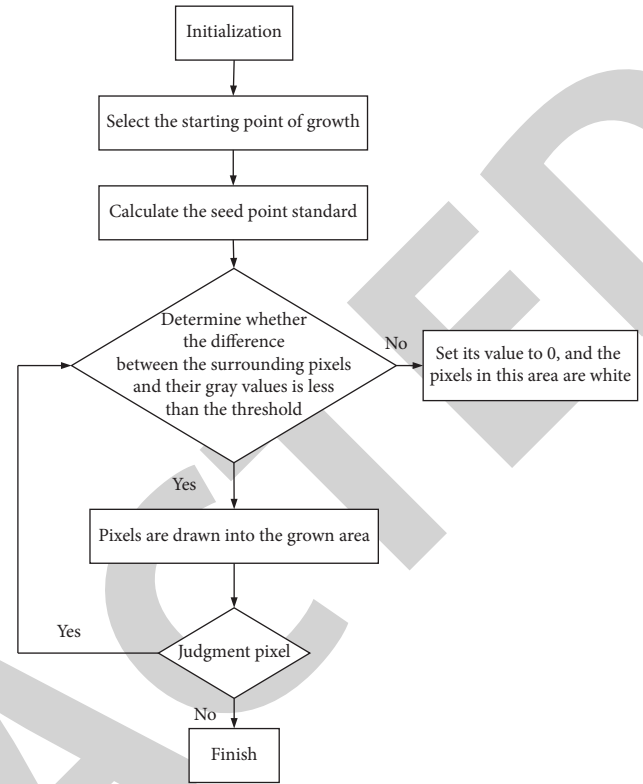 Initialization
Select the starting point of growth
Calculate the seed point standard
Determine whether
the difference
between the surrounding pixels
and their gray values is less
than the threshold
No
Set its value to 0, and the
pixels in this area are white
Yes
Pixels are drawn into the grown area
Yes
Judgment pixel
No
Finish